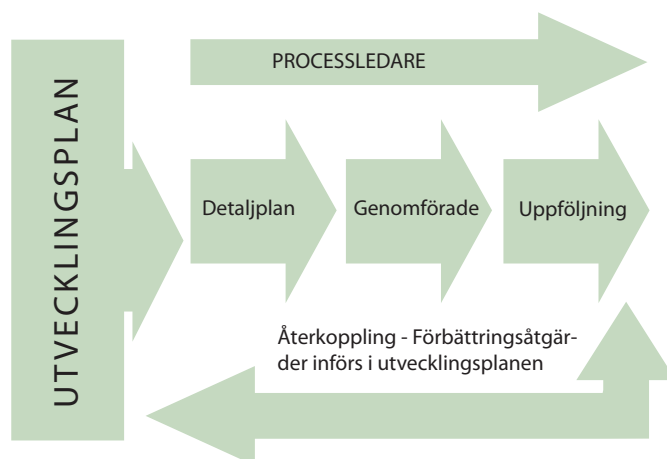 UTVECKLINGSPLAN
PROCESSLEDARE
Detaljplan
Genomförade
Uppföljning
Återkoppling - Förbättringsåtgär-
der införs i utvecklingsplanen